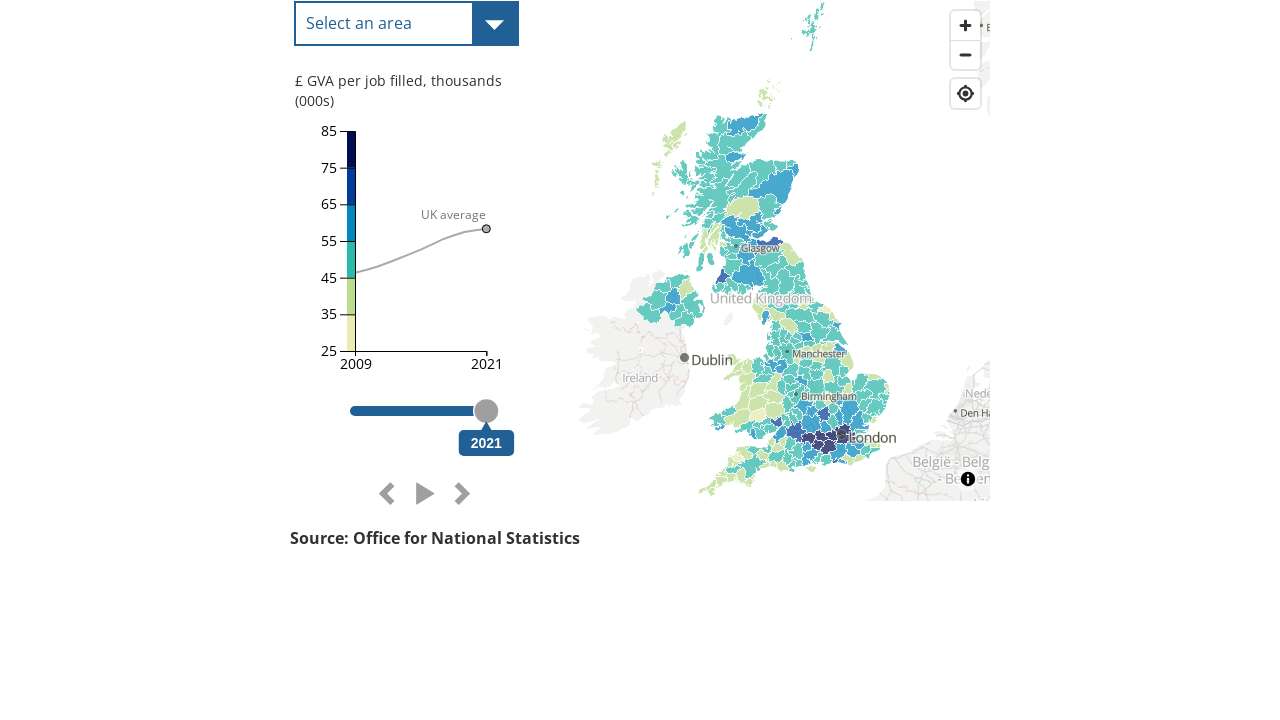 Select an area
£ GVA per job filled, thousands
(000s)
85
75
65
55
45
35
25
UK average
2009
2021
2021
Source: Office for National Statistics
Glasgow
United Kingdom
Dublin
Manchester
Ireland
Birmingham
London
Den Ha
België - Belg